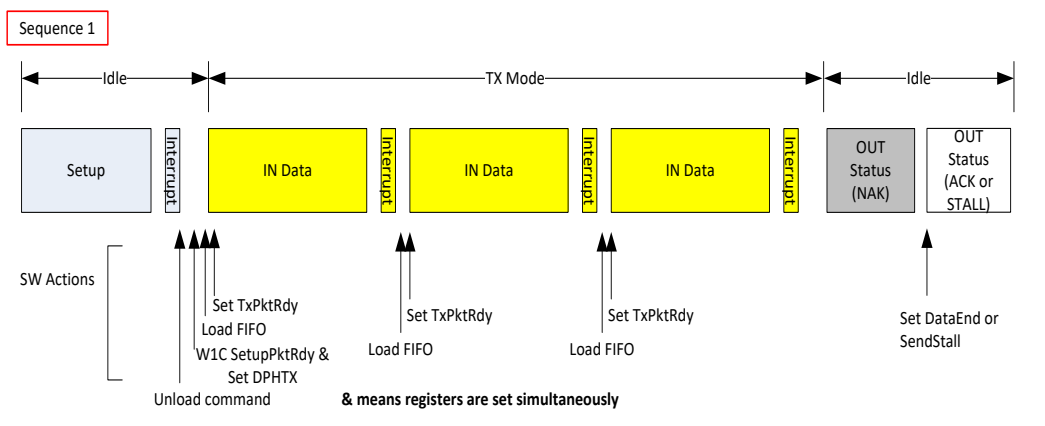 Sequence 1
Idle
TX Mode
Idle
Setup
Interrupt
IN Data
Interrupt
IN Data
Interrupt
IN Data
Interrupt
OUT
Status
(NAK)
OUT
Status
(ACK or
STALL)
SW Actions
Set TxPktRdy
Load FIFO
W1C SetupPktRdy &
Set DPHTX
Unload command
Set TxPktRdy
Load FIFO
Set TxPktRdy
Load FIFO
Set DataEnd or
SendStall
& means registers are set simultaneously